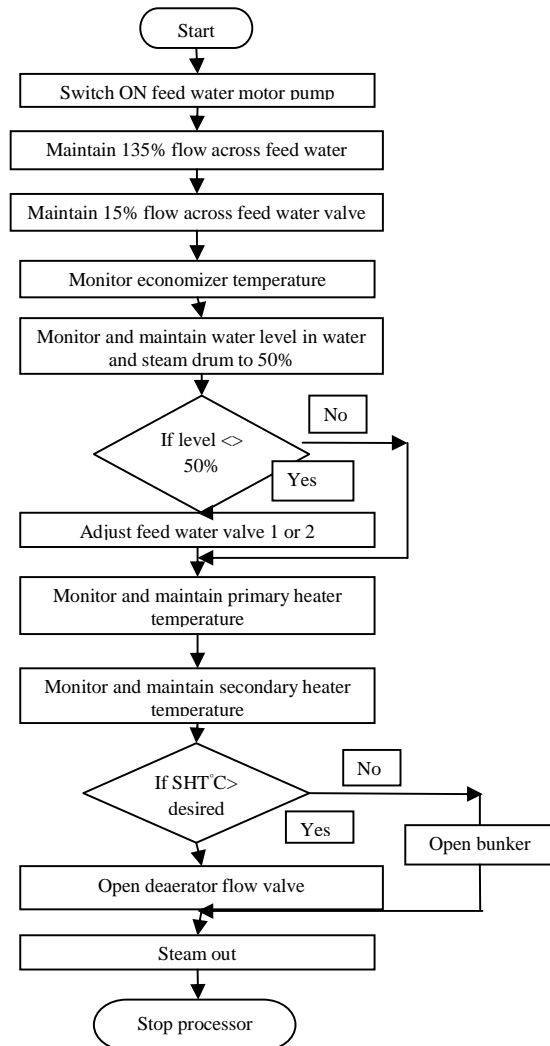 Start
Switch ON feed water motor pump
Maintain 135% flow across feed water
Maintain 15% flow across feed water valve
Monitor economizer temperature
Monitor and maintain water level in water
and steam drum to 50%
No
If level <>
50%
Yes
Adjust feed water valve 1 or 2
Monitor and maintain primary heater
temperature
Monitor and maintain secondary heater
temperature
No
If SHT°C>
desired
Yes
Open bunker
Open deaerator flow valve
Steam out
Stop processor